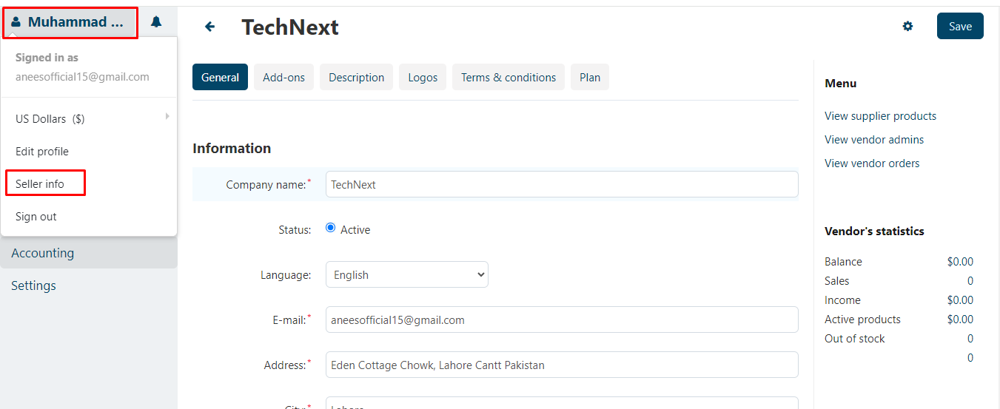 Muhammad ...
Signed in as
aneesofficial15@gmail.com
US Dollars ($)
Edit profile
Seller info
Sign out
Accounting
Settings
TechNext
Save
General Add-ons Description Logos Terms & conditions Plan
Information
Company name:* TechNext
Status: Active
Language: English
E-mail:* aneesofficial15@gmail.com
Address:* Eden Cottage Chowk, Lahore Cantt Pakistan
City:* Lahore
Menu
View supplier products
View vendor admins
View vendor orders
Vendor's statistics
Balance $0.00
Sales 0
Income $0.00
Active products $0.00
Out of stock 0
0